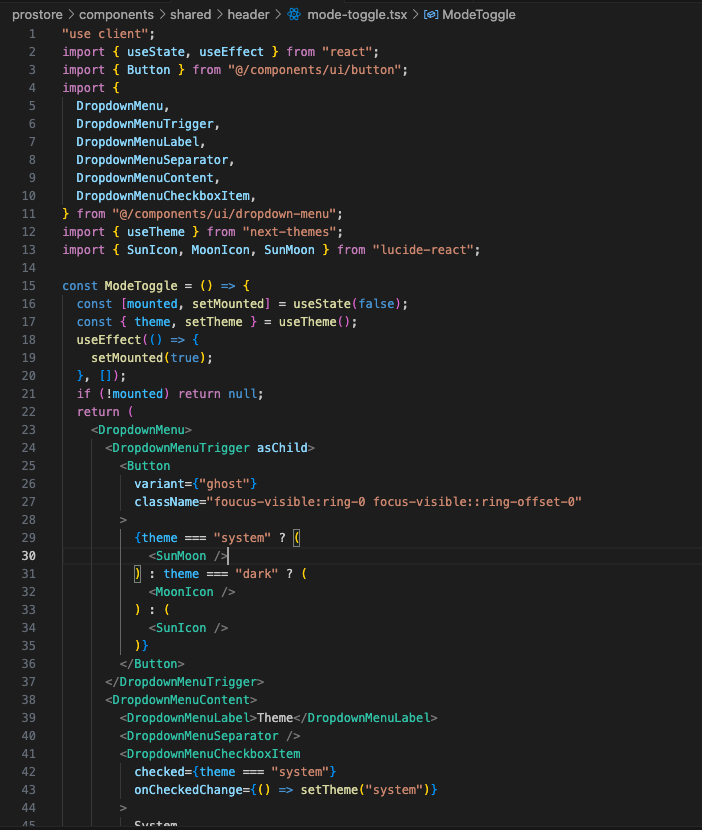 prostore > components > shared > header > mode-toggle.tsx > ModeToggle
1 "use client";
2 import { useState, useEffect } from "react";
3 import { Button } from "@/components/ui/button";
4 import {
5   DropdownMenu,
6   DropdownMenuTrigger,
7   DropdownMenuLabel,
8   DropdownMenuSeparator,
9   DropdownMenuContent,
10   DropdownMenuCheckboxItem,
11 } from "@/components/ui/dropdown-menu";
12 import { useTheme } from "next-themes";
13 import { SunIcon, MoonIcon, SunMoon } from "lucide-react";
14
15 const ModeToggle = () => {
16   const [mounted, setMounted] = useState(false);
17   const { theme, setTheme } = useTheme();
18   useEffect(() => {
19     setMounted(true);
20   }, []);
21   if (!mounted) return null;
22   return (
23     <DropdownMenu>
24       <DropdownMenuTrigger asChild>
25         <Button
26           variant={"ghost"}
27           className="foucus-visible:ring-0 focus-visible::ring-offset-0"
28         >
29           {theme === "system" ? (
30             <SunMoon />
31           ) : theme === "dark" ? (
32             <MoonIcon />
33           ) : (
34             <SunIcon />
35           )}
36         </Button>
37       </DropdownMenuTrigger>
38       <DropdownMenuContent>
39         <DropdownMenuLabel>Theme</DropdownMenuLabel>
40         <DropdownMenuSeparator />
41         <DropdownMenuCheckboxItem
42           checked={theme === "system"}
43           onCheckedChange={() => setTheme("system")}
44         >
45           System